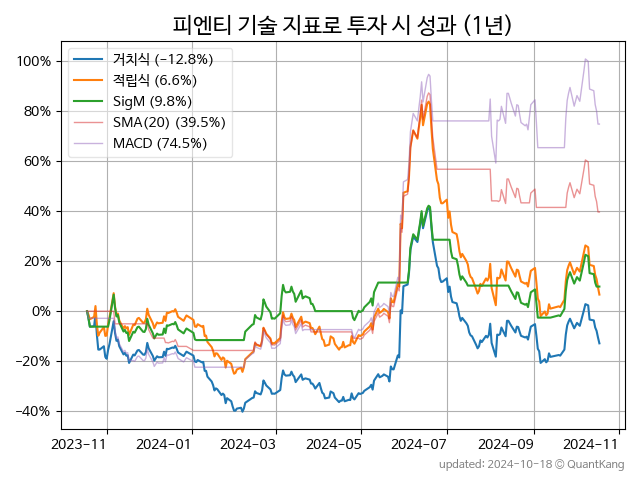 피엔티 기술 지표로 투자 시 성과 (1년)
거치식 (−12.8%)
적립식 (6.6%)
SigM (9.8%)
SMA(20) (39.5%)
MACD (74.5%)
100%
80%
60%
40%
20%
0%
−20%
−40%
2023-11
2024-01
2024-03
2024-05
2024-07
2024-09
2024-11
updated: 2024-10-18 © QuantKang